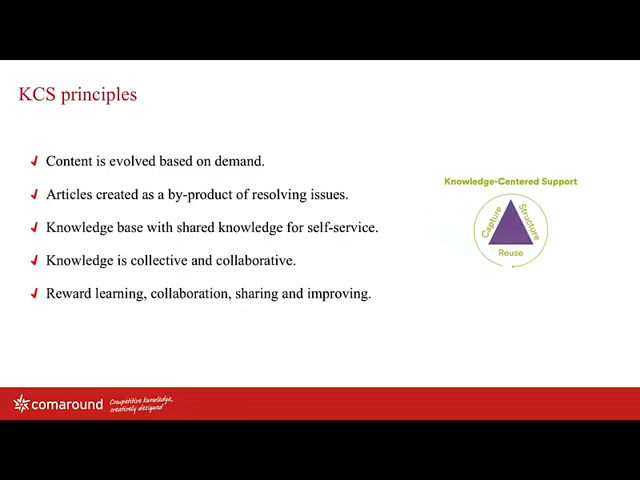 KCS principles
Content is evolved based on demand.
Articles created as a by-product of resolving issues.
Knowledge base with shared knowledge for self-service.
Knowledge is collective and collaborative.
Reward learning, collaboration, sharing and improving.
Knowledge-Centered Support
Capture
Structure
Reuse
comaround
Competitive knowledge,
creatively designed